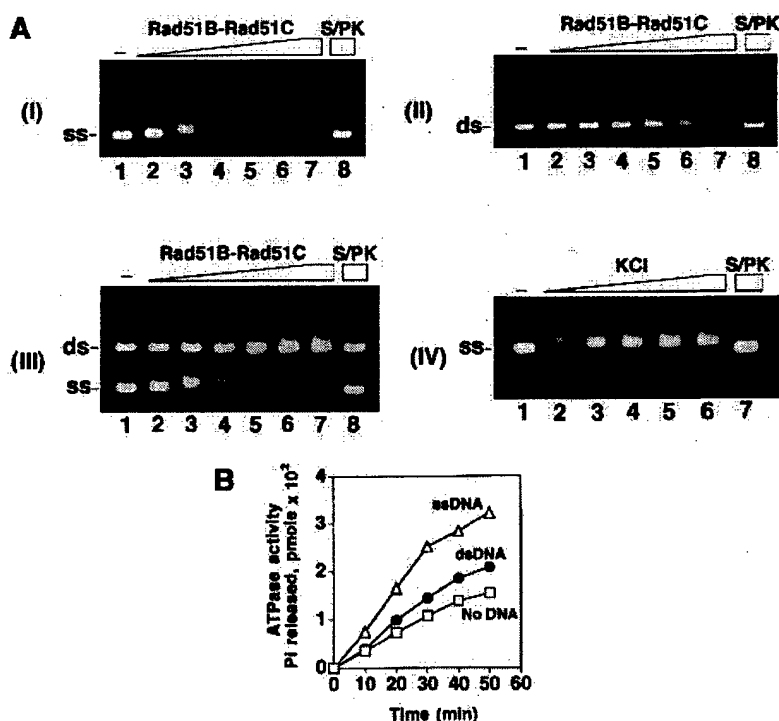 A
Rad51B-Rad51C S/PK
–
(I)
ss-
1 2 3 4 5 6 7 8
Rad51B-Rad51C S/PK
–
(II)
ds-
1 2 3 4 5 6 7 8
Rad51B-Rad51C S/PK
–
ds-
(III)
ss-
1 2 3 4 5 6 7 8
KCl S/PK
–
ss-
(IV)
1 2 3 4 5 6 7
B
ATPase activity
Pi released, pmole x 10²
4
3
2
1
0
ssDNA
dsDNA
No DNA
0 10 20 30 40 50 60
Time (min)